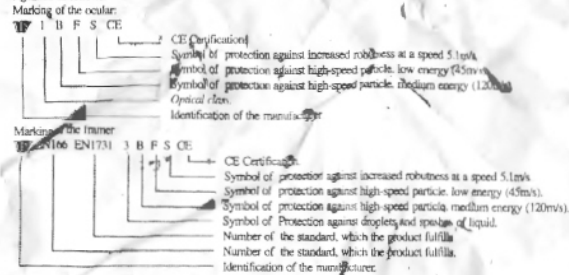 Marking of the ocular:
1 B F S CE
CE Certification
Symbol of protection against increased robutness at a speed 5.1m/s
Symbol of protection against high-speed particle. low energy (45m/s)
Symbol of protection against high-speed particle, medium energy (120m/s)
Optical class.
Identification of the manufacturer
Marking of the framer
EN166 EN1731 3 B F S CE
CE Certification
Symbol of protection against increased robutness at a speed 5.1m/s
Symbol of protection against high-speed particle. low energy (45m/s).
Symbol of protection against high-speed particle. medium energy (120m/s).
Symbol of Protection against droplets and spashes of liquid.
Number of the standard, which the product fulfills.
Number of the standard, which the product fulfills.
Identification of the manufacturer.